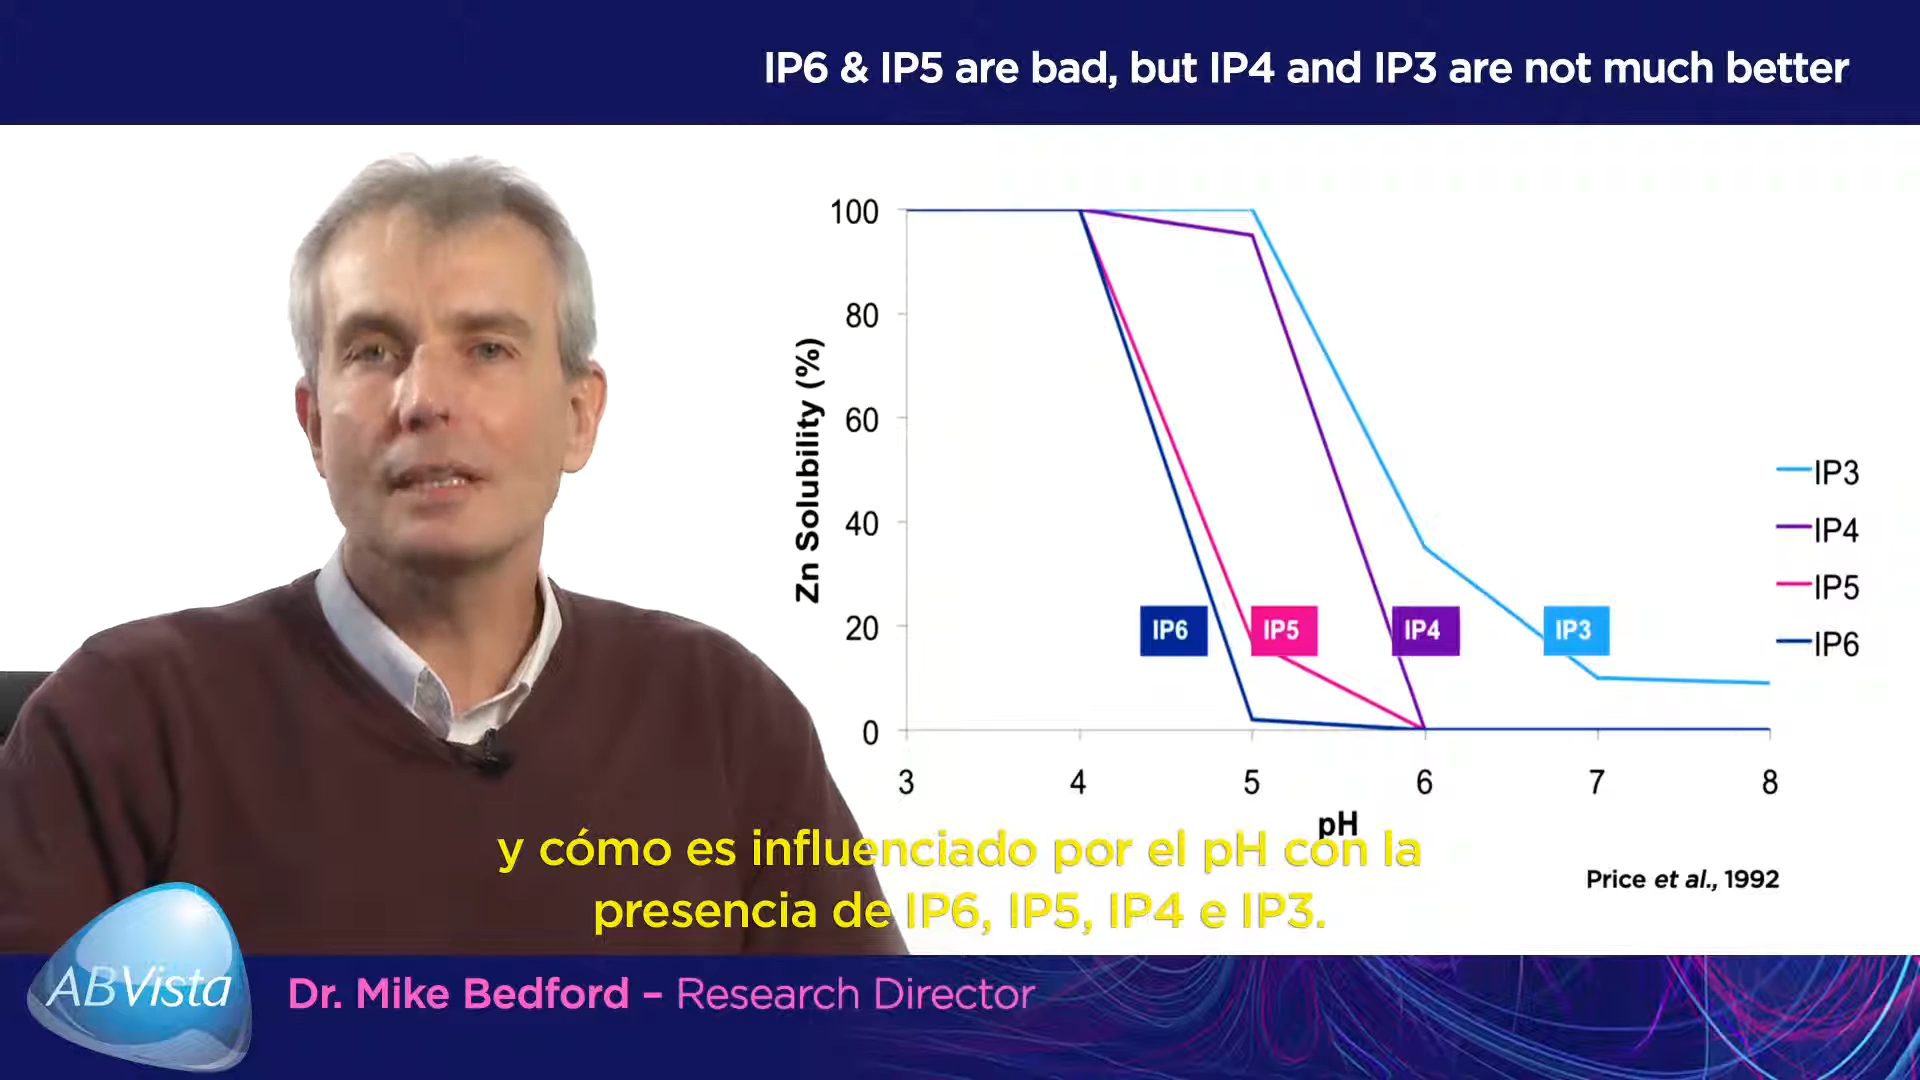 IP6 & IP5 are bad, but IP4 and IP3 are not much better
100
80
60
40
20
0
Zn Solubility (%)
IP6
IP5
IP4
IP3
IP3
IP4
IP5
IP6
3 4 5 6 7 8
pH
y cómo es influenciado por el pH con la
presencia de IP6, IP5, IP4 e IP3.
Price et al., 1992
ABVista
Dr. Mike Bedford – Research Director